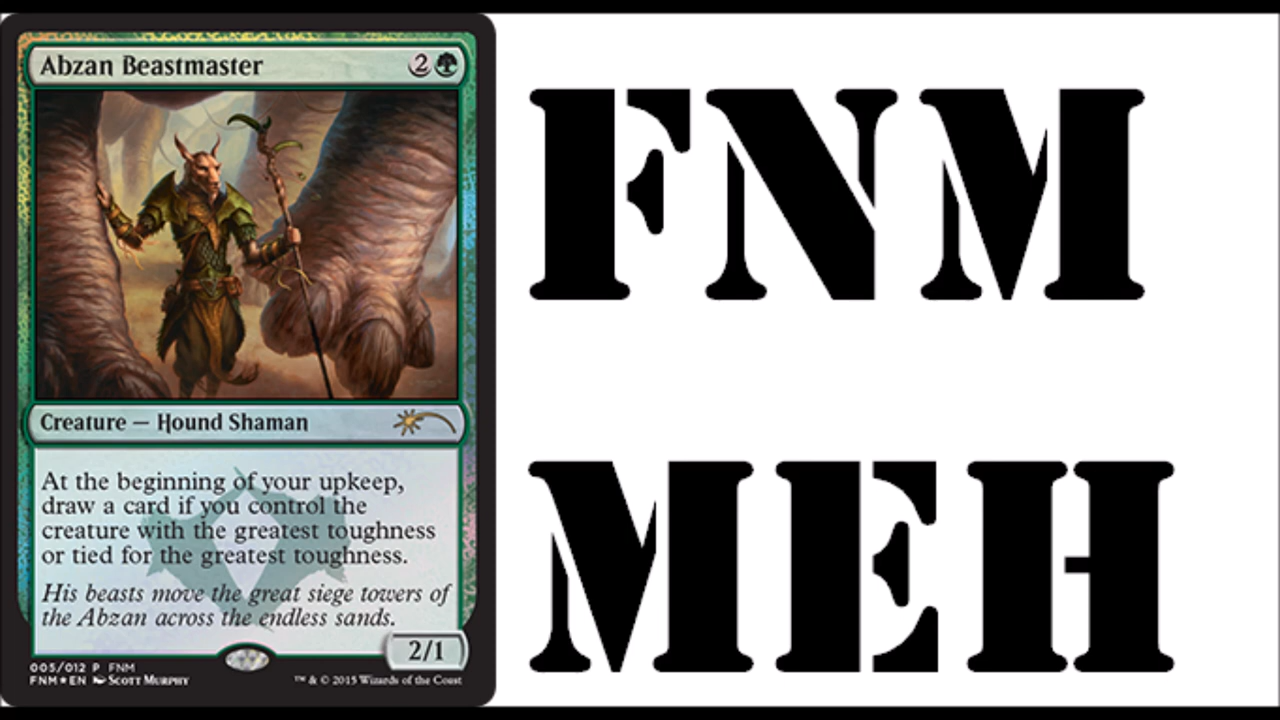 Abzan Beastmaster
2
Creature — Hound Shaman
At the beginning of your upkeep,
draw a card if you control the
creature with the greatest toughness
or tied for the greatest toughness.
His beasts move the great siege towers of
the Abzan across the endless sands.
2/1
005/012 P FNM
FNM★EN Scott Murphy
™ & © 2015 Wizards of the Coast
FNM
MEH